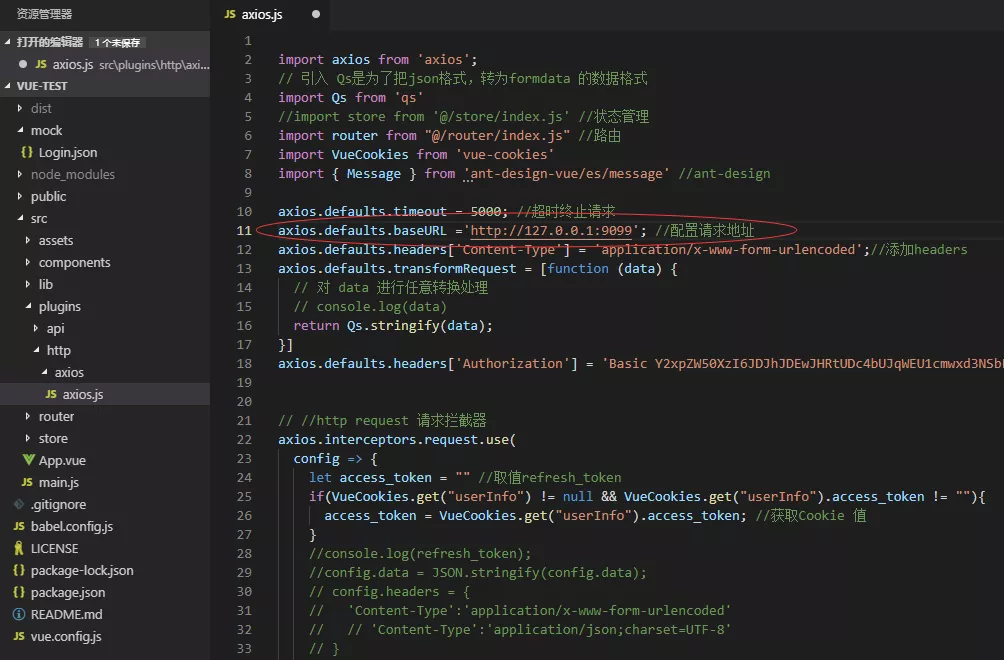 资源管理器
打开的编辑器 1 个未保存
JS axios.js src\plugins\http\axi...
VUE-TEST
dist
mock
{} Login.json
node_modules
public
src
assets
components
lib
plugins
api
http
axios
JS axios.js
router
store
App.vue
JS main.js
.gitignore
JS babel.config.js
LICENSE
{} package-lock.json
{} package.json
README.md
JS vue.config.js
JS axios.js
1
2 import axios from 'axios';
3 // 引入 Qs是为了把json格式，转为formdata 的数据格式
4 import Qs from 'qs'
5 //import store from '@/store/index.js' //状态管理
6 import router from "@/router/index.js" //路由
7 import VueCookies from 'vue-cookies'
8 import { Message } from 'ant-design-vue/es/message' //ant-design
9
10 axios.defaults.timeout = 5000; //超时终止请求
11 axios.defaults.baseURL ='http://127.0.0.1:9099'; //配置请求地址
12 axios.defaults.headers['Content-Type'] = 'application/x-www-form-urlencoded';//添加headers
13 axios.defaults.transformRequest = [function (data) {
14 // 对 data 进行任意转换处理
15 // console.log(data)
16 return Qs.stringify(data);
17 }]
18 axios.defaults.headers['Authorization'] = 'Basic Y2xpZW50XzI6JDJhJDEwJHRtUDc4bUJqWEU1cmwxd3NSb
19
20
21 // //http request 请求拦截器
22 axios.interceptors.request.use(
23 config => {
24 let access_token = "" //取值refresh_token
25 if(VueCookies.get("userInfo") != null && VueCookies.get("userInfo").access_token != ""){
26 access_token = VueCookies.get("userInfo").access_token; //获取Cookie 值
27 }
28 //console.log(refresh_token);
29 //config.data = JSON.stringify(config.data);
30 // config.headers = {
31 // 'Content-Type':'application/x-www-form-urlencoded'
32 // // 'Content-Type':'application/json;charset=UTF-8'
33 // }